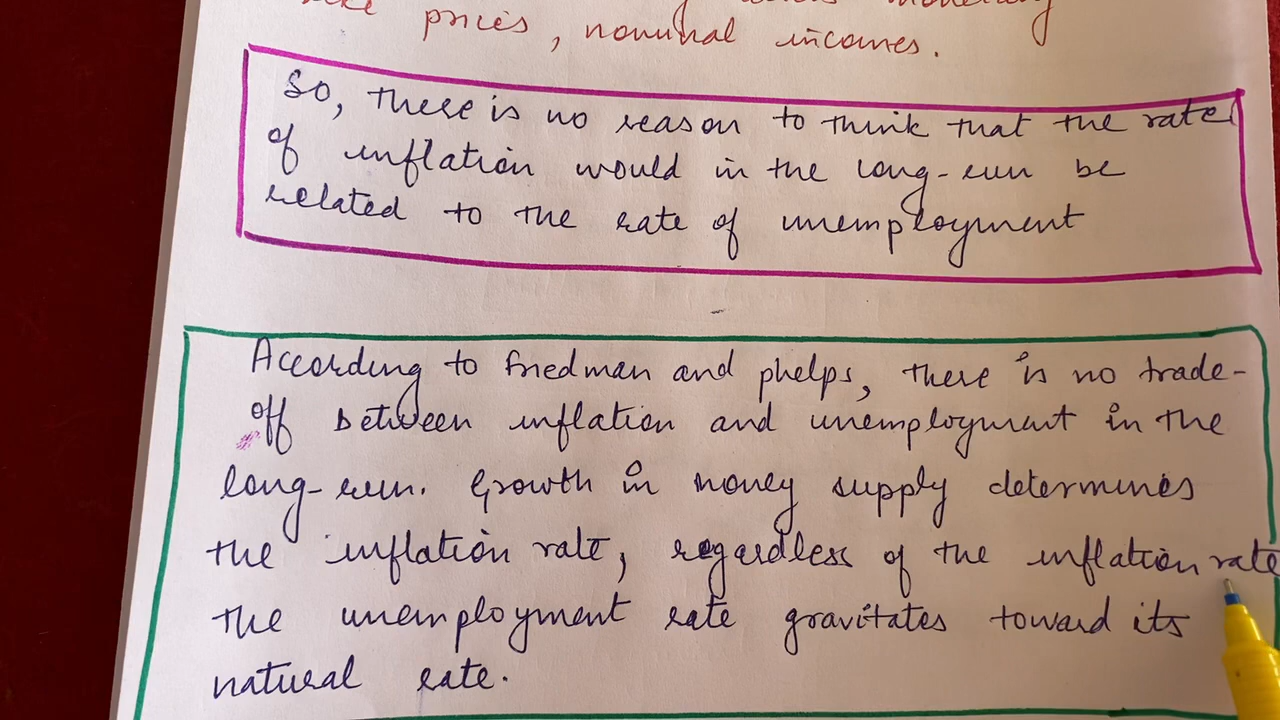 prices, nominal incomes.
So, there is no reason to think that the rate
of inflation would in the long-run be
related to the rate of unemployment
According to Friedman and phelps, there is no trade-
off between inflation and unemployment in the
long-run. Growth in money supply determines
the inflation rate, regardless of the inflation rate
the unemployment rate gravitates toward its
natural rate.